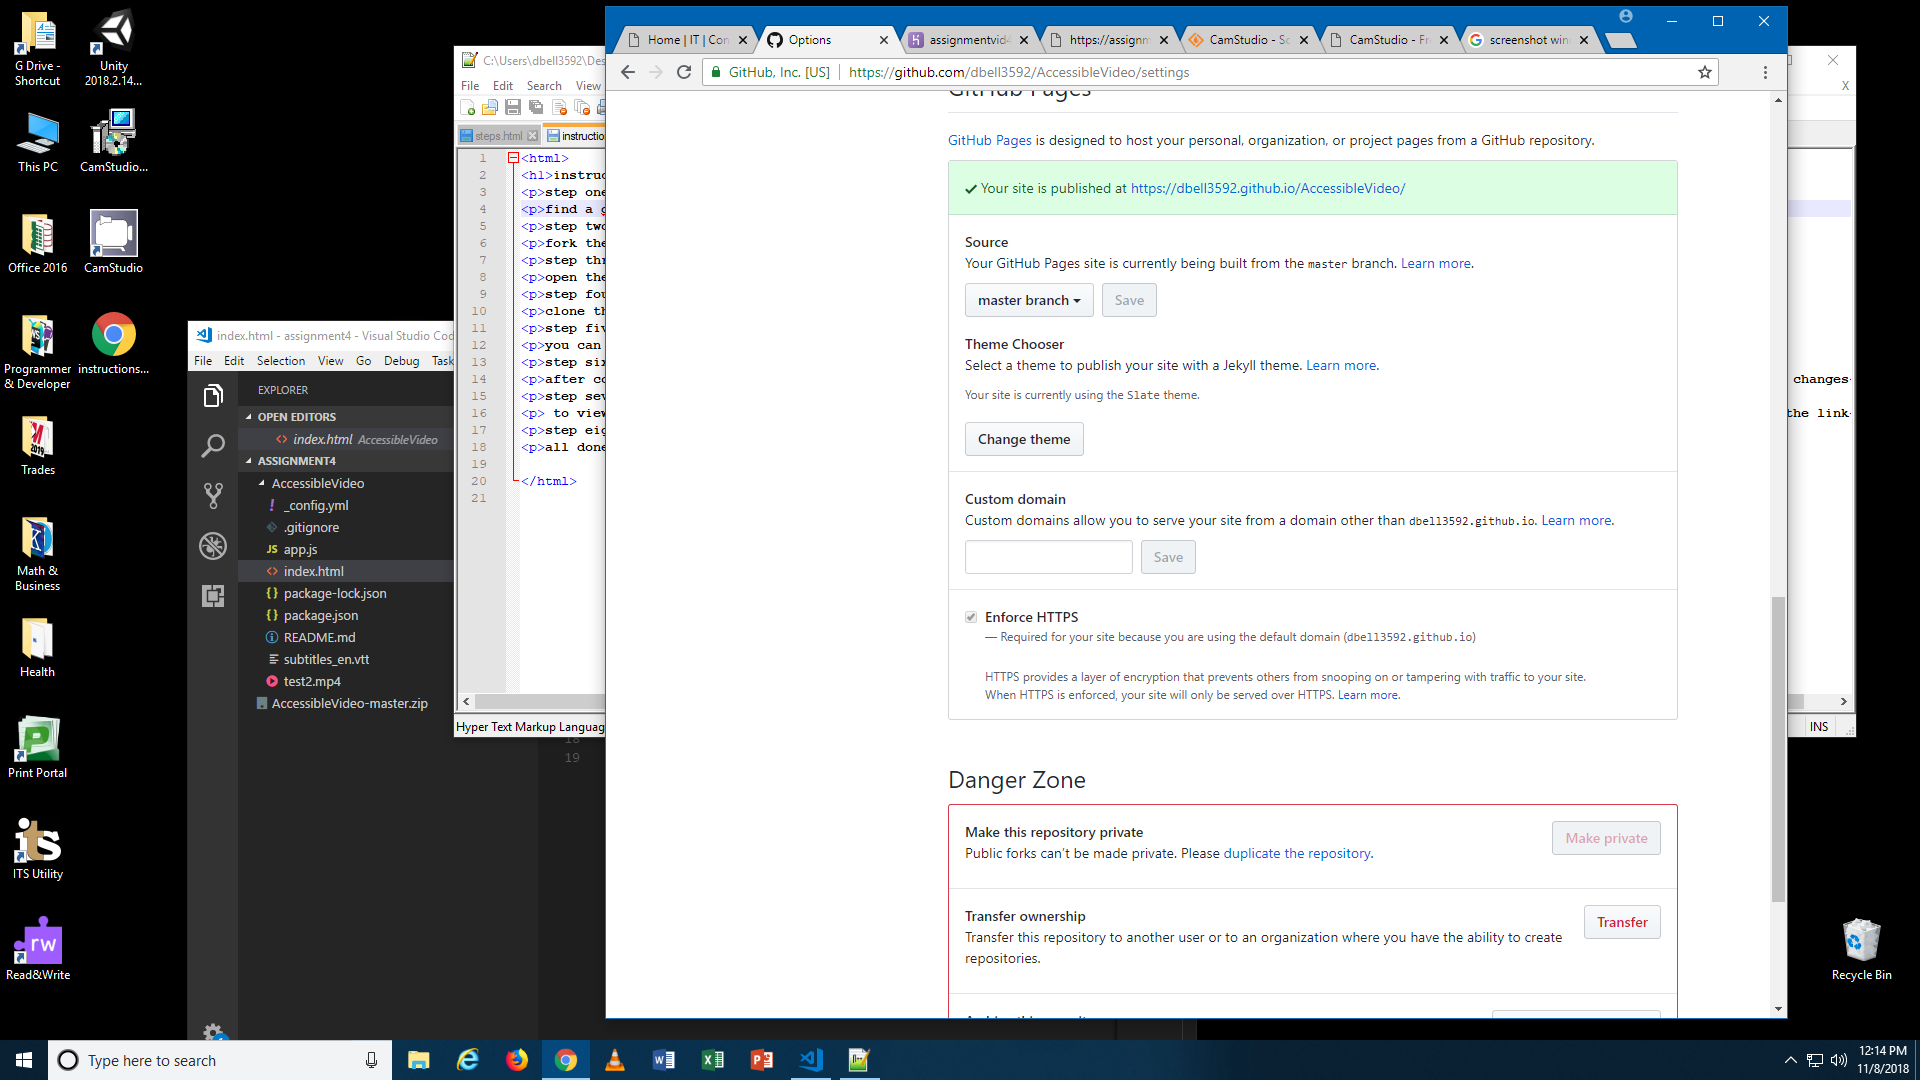 G Drive - Shortcut
Unity 2018.2.14...
This PC
CamStudio...
Office 2016
CamStudio
Programmer & Developer
instructions...
Trades
Math & Business
Health
Print Portal
ITS Utility
Read&Write
Recycle Bin
index.html - assignment4 - Visual Studio Cod
File Edit Selection View Go Debug Task
EXPLORER
OPEN EDITORS
index.html AccessibleVideo
ASSIGNMENT4
AccessibleVideo
_config.yml
.gitignore
JS app.js
index.html
package-lock.json
package.json
README.md
subtitles_en.vtt
test2.mp4
AccessibleVideo-master.zip
18
19
C:\Users\dbell3592\Des
File Edit Search View
X
steps.html
instructio
1 <html>
2 <h1>instruc
3 <p>step one
4 <p>find a g
5 <p>step two
6 <p>fork the
7 <p>step thr
8 <p>open the
9 <p>step fou
10 <p>clone th
11 <p>step fiv
12 <p>you can
13 <p>step six
14 <p>after co
15 <p>step sev
16 <p> to view
17 <p>step eig
18 <p>all done
19
20 </html>
21
changes
the link
Hyper Text Markup Languag
INS
Home | IT | Con
Options
assignmentvid4
https://assignm
CamStudio - Sc
CamStudio - Fr
screenshot win
GitHub, Inc. [US] https://github.com/dbell3592/AccessibleVideo/settings
GitHub Pages
GitHub Pages is designed to host your personal, organization, or project pages from a GitHub repository.
Your site is published at https://dbell3592.github.io/AccessibleVideo/
Source
Your GitHub Pages site is currently being built from the master branch. Learn more.
master branch Save
Theme Chooser
Select a theme to publish your site with a Jekyll theme. Learn more.
Your site is currently using the Slate theme.
Change theme
Custom domain
Custom domains allow you to serve your site from a domain other than dbell3592.github.io. Learn more.
Save
Enforce HTTPS
— Required for your site because you are using the default domain (dbell3592.github.io)
HTTPS provides a layer of encryption that prevents others from snooping on or tampering with traffic to your site.
When HTTPS is enforced, your site will only be served over HTTPS. Learn more.
Danger Zone
Make this repository private
Public forks can't be made private. Please duplicate the repository.
Make private
Transfer ownership
Transfer this repository to another user or to an organization where you have the ability to create
repositories.
Transfer
Type here to search
12:14 PM
11/8/2018